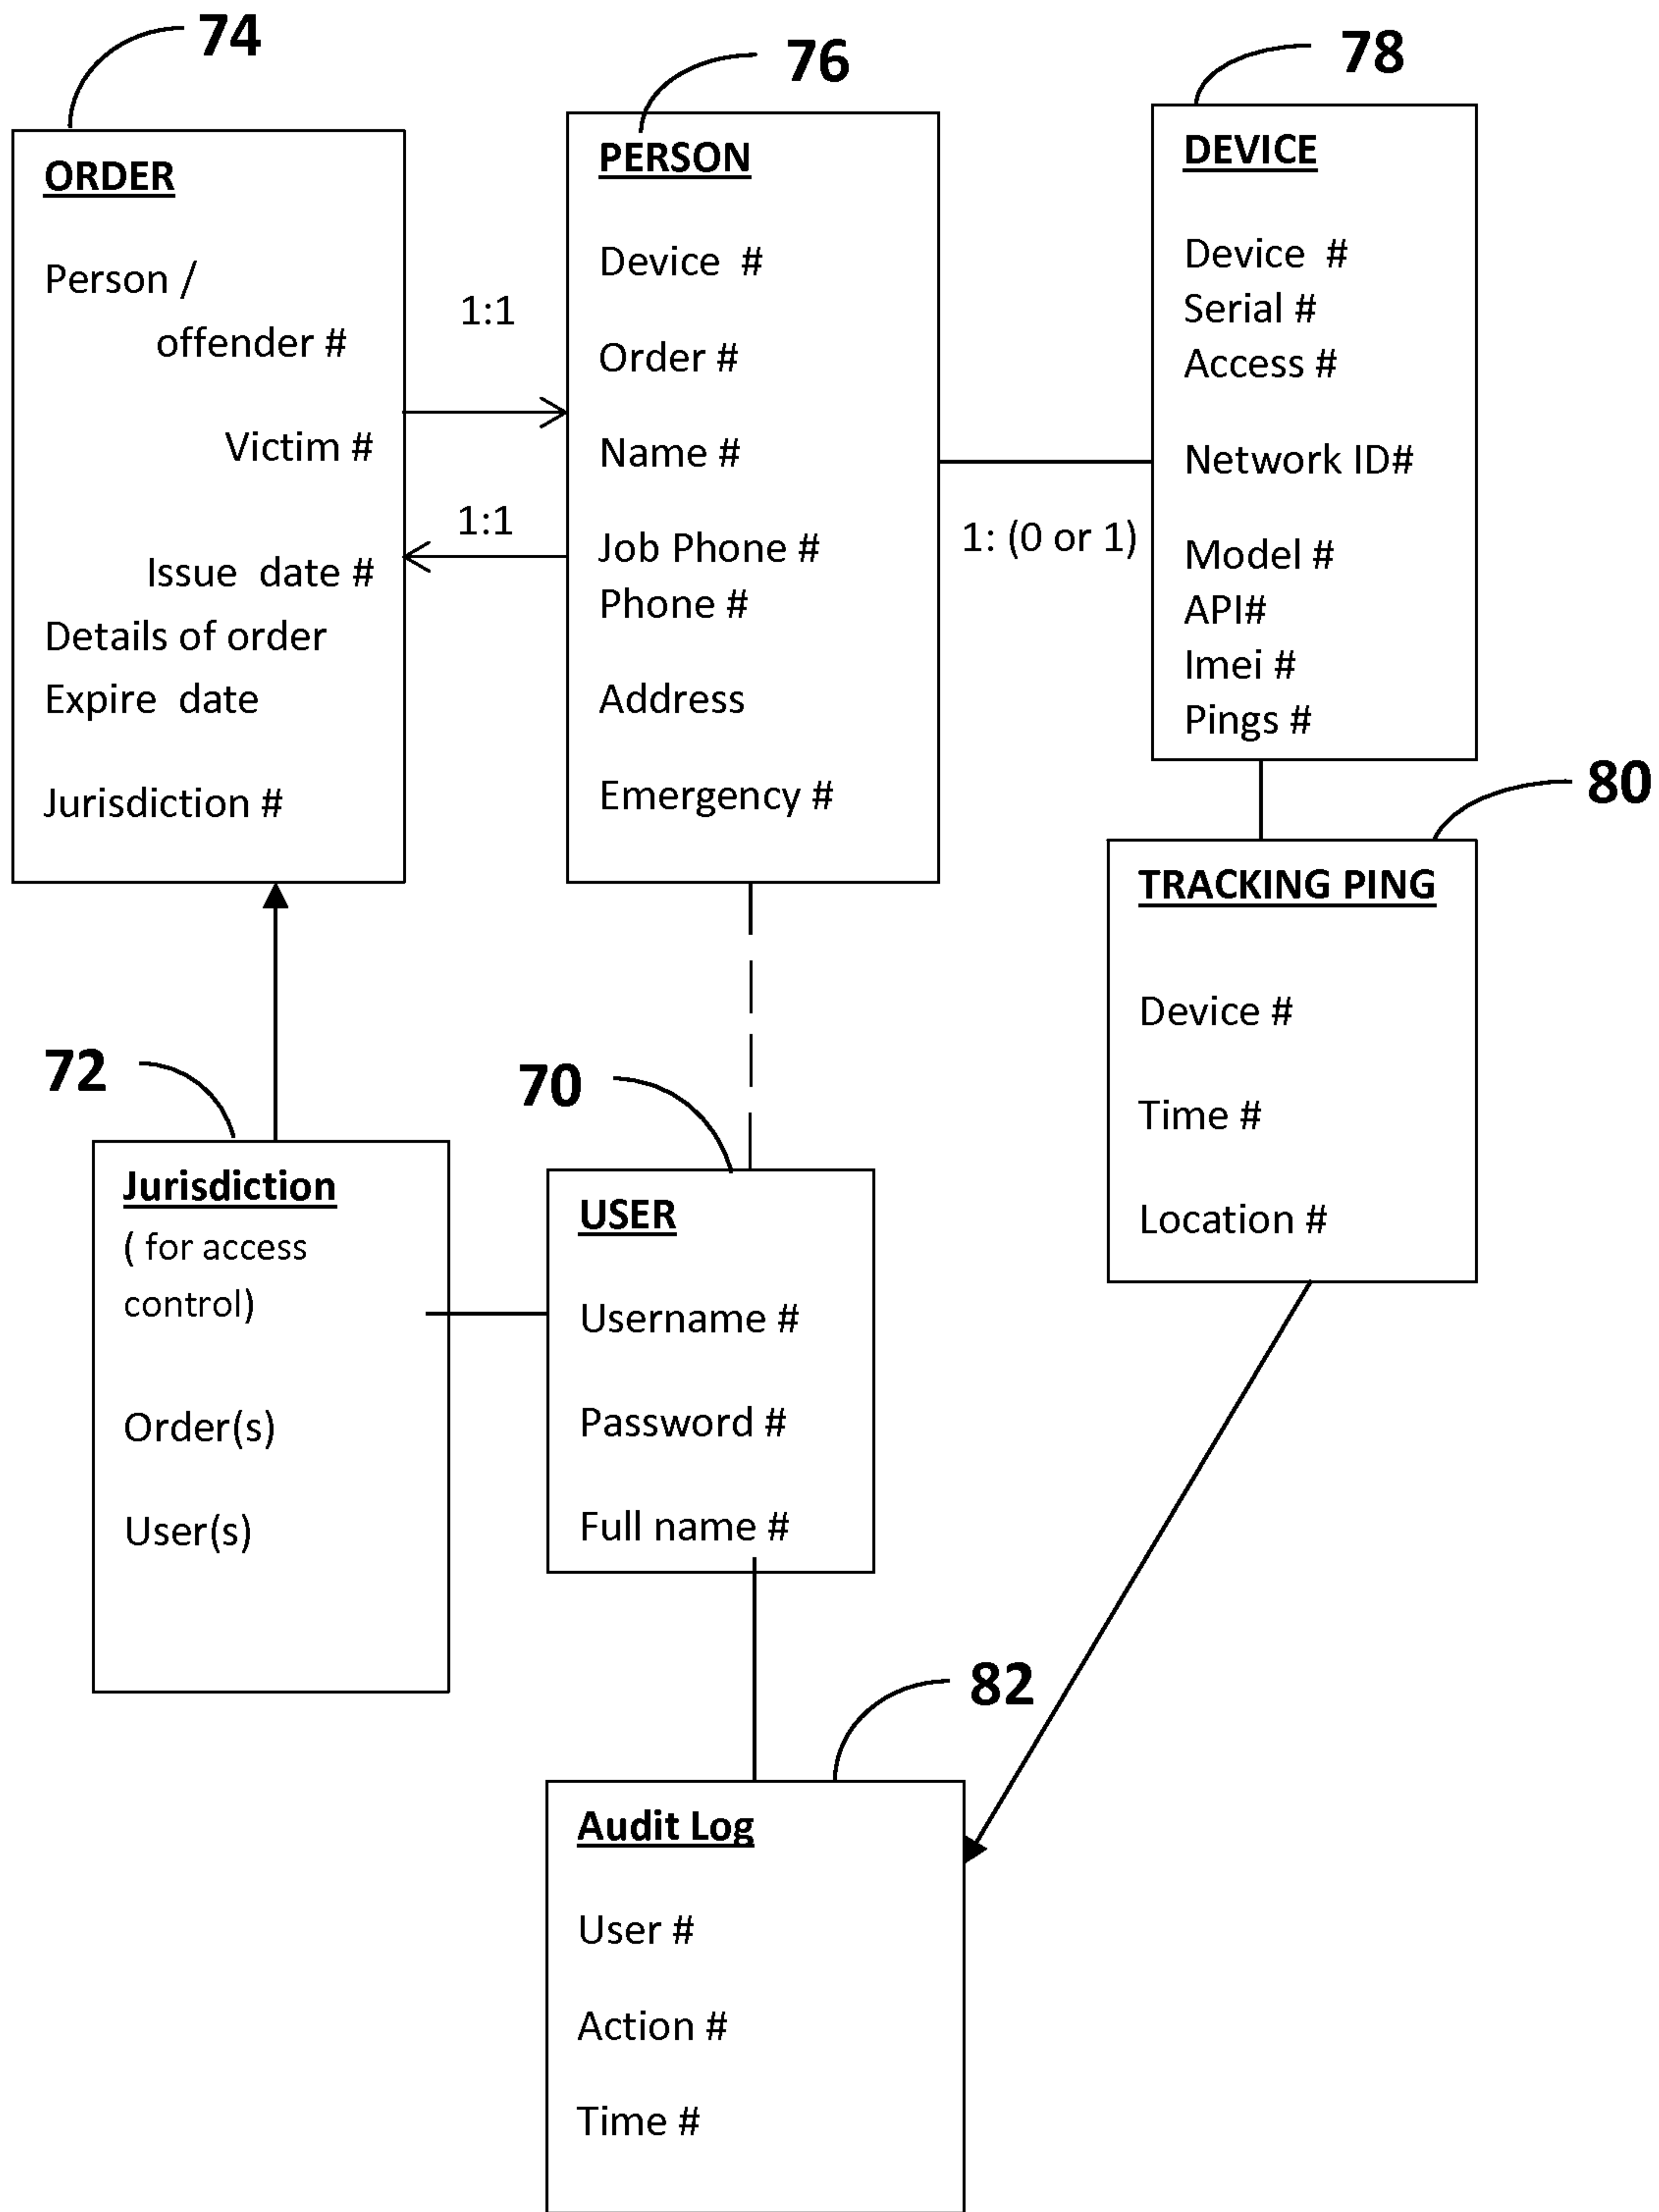 74
ORDER
Person /
offender #
Victim #
Issue  date #
Details of order
Expire  date
Jurisdiction #
1:1
1:1
76
PERSON
Device  #
Order #
Name #
Job Phone #
Phone #
Address
Emergency #
1: (0 or 1)
78
DEVICE
Device  #
Serial #
Access #
Network ID#
Model #
API#
Imei #
Pings #
80
TRACKING PING
Device #
Time #
Location #
72
Jurisdiction
( for access
control)
Order(s)
User(s)
70
USER
Username #
Password #
Full name #
82
Audit Log
User #
Action #
Time #